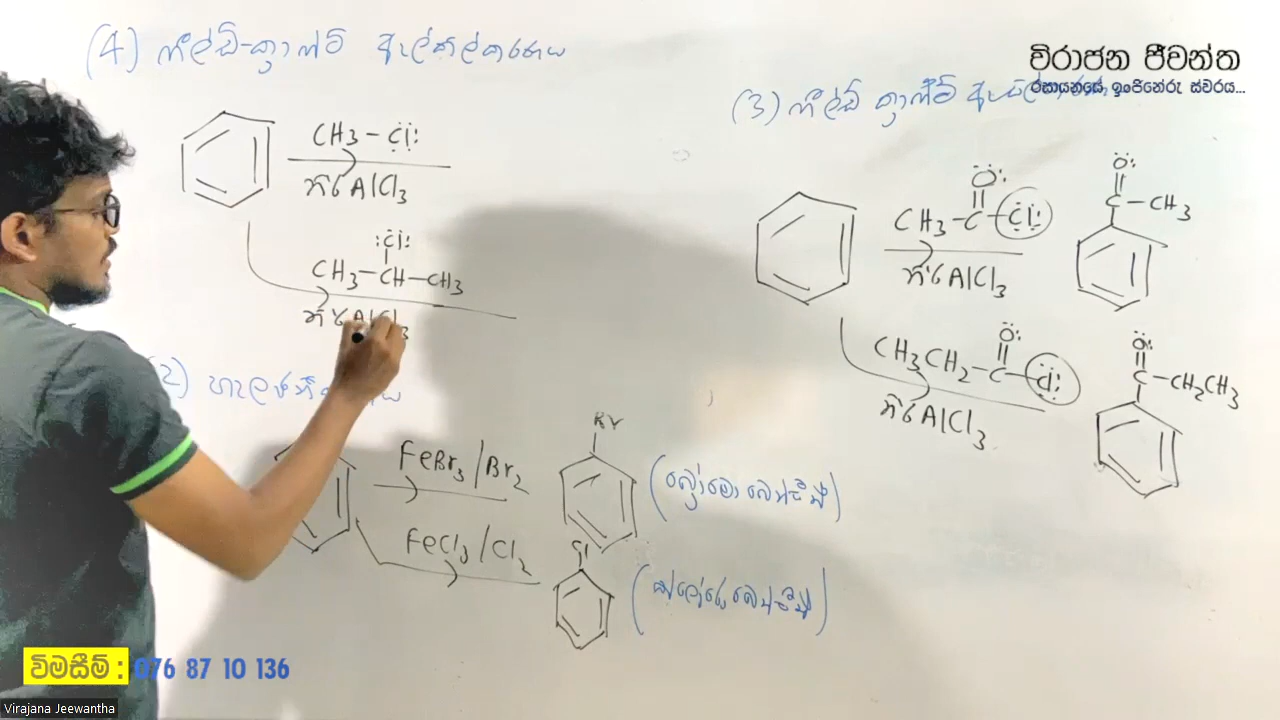 (4) ෆීල්ඩ්-ක්‍රාෆ්ට් ඇල්කිල්කරණය
CH3 – Cl
නිර් AlCl3
Cl
CH3 – CH – CH3
AlCl3
විරාජන ජීවන්ත
රසායනයේ ඉංජිනේරු ස්වරය...
(3) ෆීල්ඩ් ක්‍රාෆ්ට්
O
CH3 – C – Cl
නිර් AlCl3
O
C – CH3
O
CH3CH2 – C – Cl
නිර් AlCl3
O
C – CH2CH3
2)
FeBr3/Br2
Br
(බ්‍රෝමොබෙන්සීන්)
FeCl3/Cl2
Cl
(ක්ලෝරොබෙන්සීන්)
විමසීම් : 076 87 10 136
Virajana Jeewantha